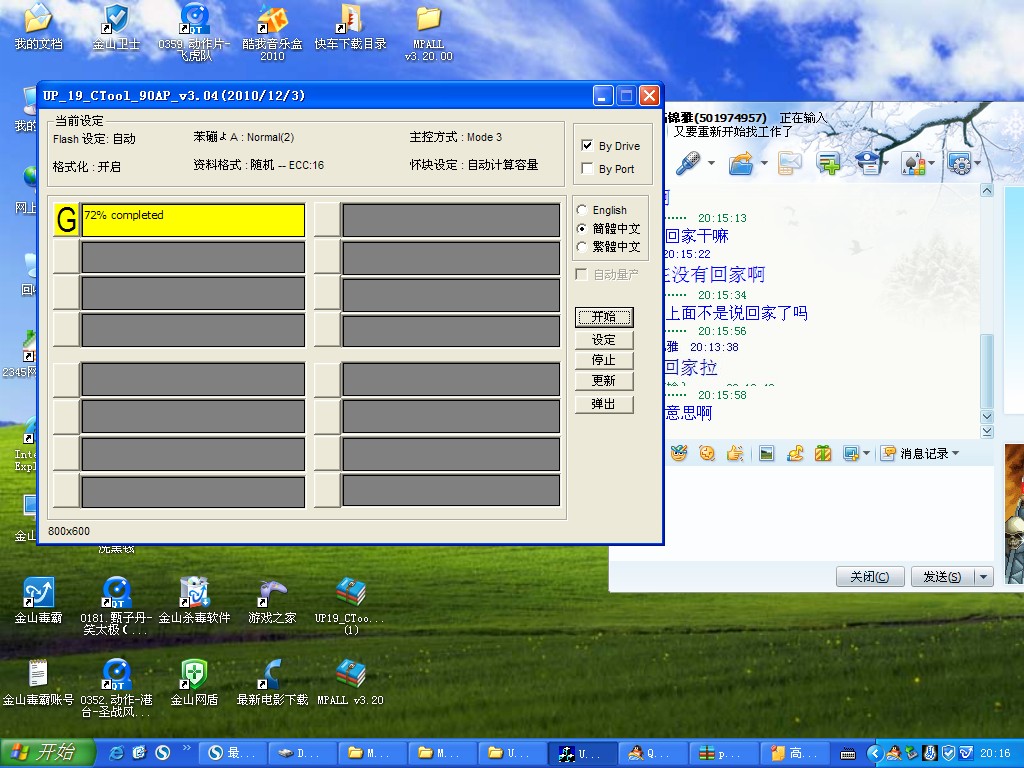 我的文档
金山卫士
0359.动作片-
飞虎队
酷我音乐盒
2010
快车下载目录
MPALL
v3.20.00
UP_19_CTool_90AP_v3.04(2010/12/3)
当前设定
Flash 设定: 自动
苯硼よA : Normal(2)
主控方式 : Mode 3
格式化 : 开启
资料格式 : 随机 -- ECC:16
怀块设定 : 自动计算容量
By Drive
By Port
G
72% completed
English
簡體中文
繁體中文
自动量产
开始
设定
停止
更新
弹出
800x600
锦雅(501974957) 正在输入
又要重新开始找工作了
20:15:13
回家干嘛
20:15:22
没有回家啊
20:15:34
上面不是说回家了吗
20:15:56
雅 20:13:38
回家拉
20:15:58
意思啊
消息记录
关闭(C)
发送(S)
我的
网上
回
2345网
Inte
Expl
金山
洗黑钱
金山毒霸
0181.甄子丹-
笑太极(...
金山杀毒软件
游戏之家
UP19_CToo...
(1)
金山毒霸账号
0352.动作-港
台-圣战风...
金山网盾
最新电影下载
MPALL v3.20
开始
最...
D...
M...
M...
U...
U...
Q...
P...
高...
20:16